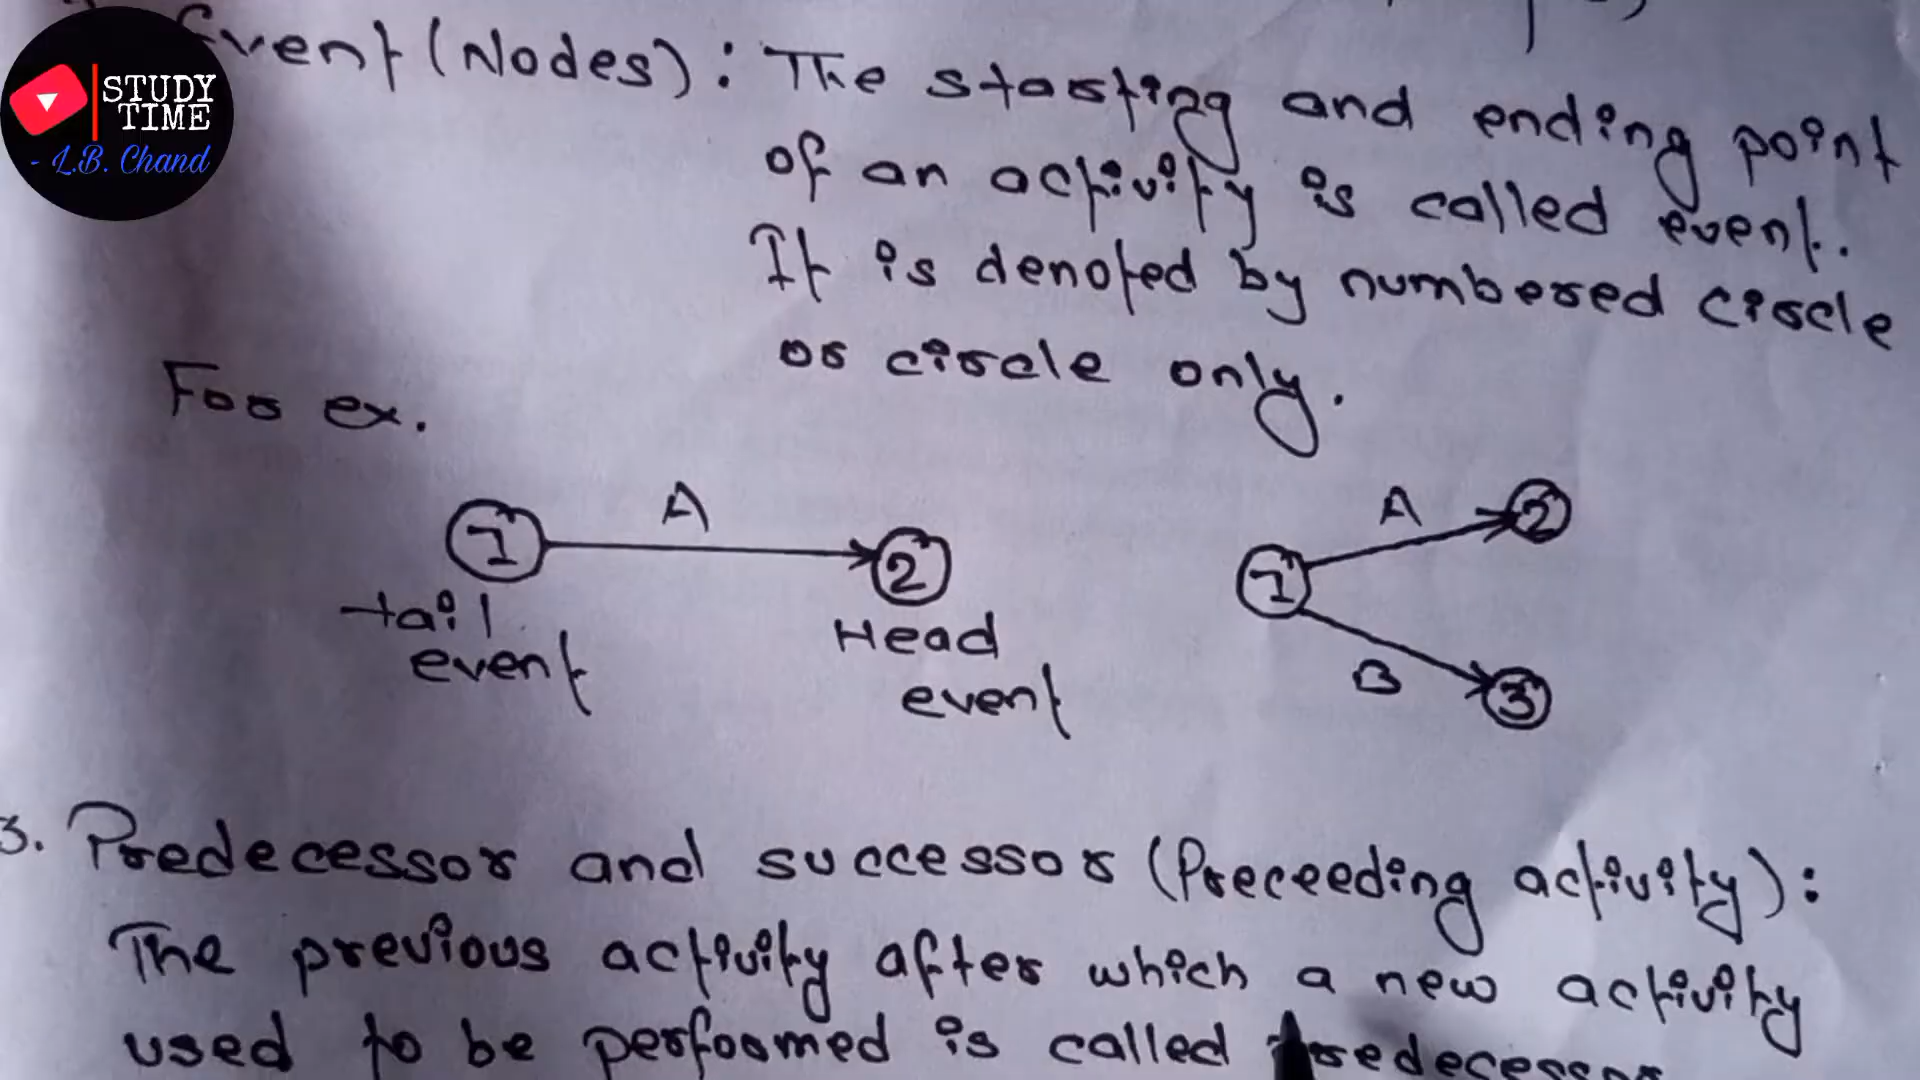 STUDY
TIME
- L.B. Chand
Event (Nodes) : The starting and ending point
of an activity is called event.
It is denoted by numbered circle
or circle only.
For ex.
1 A 2
tail
event
Head
event
1 A 2
B 3
3. Predecessor and successor (Preceeding activity) :
The previous activity after which a new activity
used to be performed is called predecessor